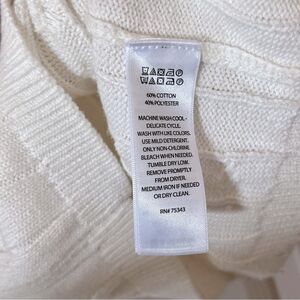 60% COTTON
40% POLYESTER
MACHINE WASH COOL -
DELICATE CYCLE.
WASH WITH LIKE COLORS.
USE MILD DETERGENT.
ONLY NON-CHLORINE
BLEACH WHEN NEEDED.
TUMBLE DRY LOW.
REMOVE PROMPTLY
FROM DRYER.
MEDIUM IRON IF NEEDED
OR DRY CLEAN.
RN# 75343